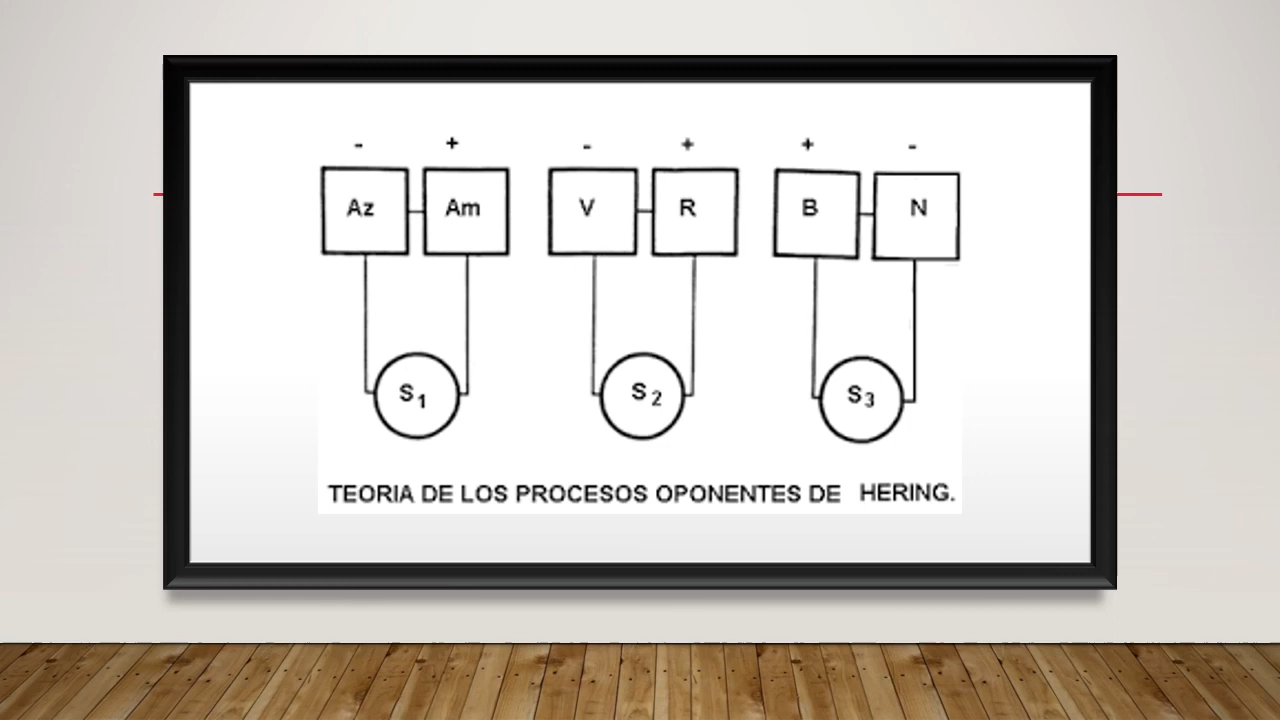 - + - + + -
Az Am V R B N
S1 S2 S3
TEORIA DE LOS PROCESOS OPONENTES DE HERING.